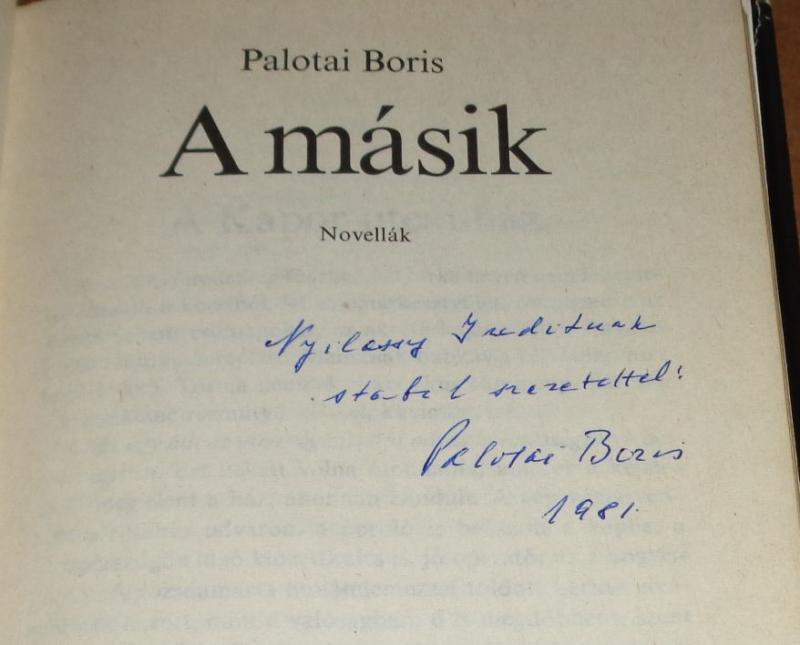 Palotai Boris
A másik
Novellák
Nyilassy Juditnak
stabil szeretettel!
Palotai Boris
1981.